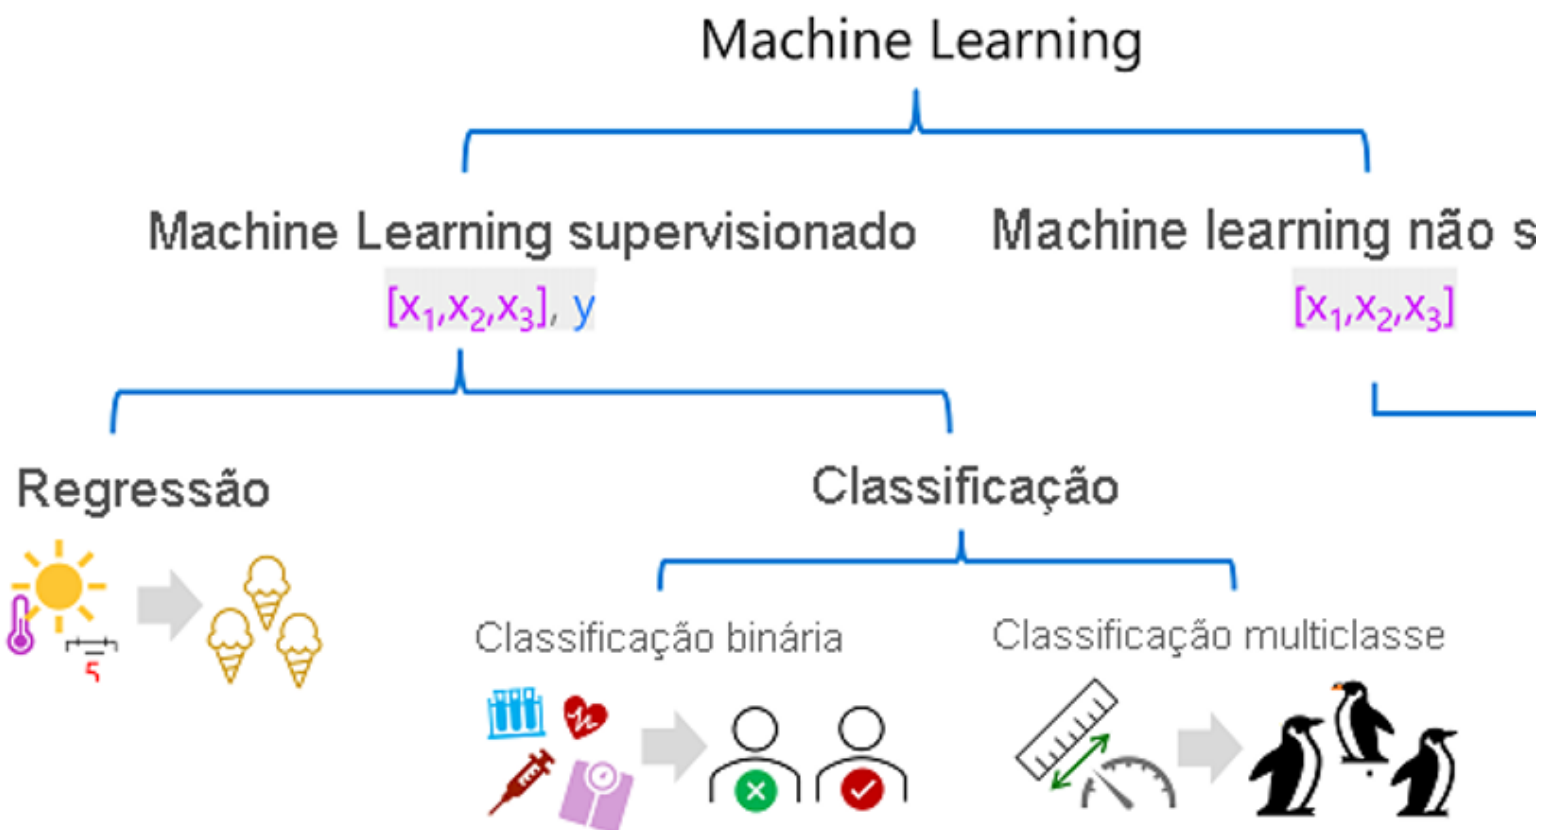 Machine Learning
Machine Learning supervisionado
Machine learning não s
[x₁,x₂,x₃], y
[x₁,x₂,x₃]
Regressão
Classificação
5
Classificação binária
Classificação multiclasse